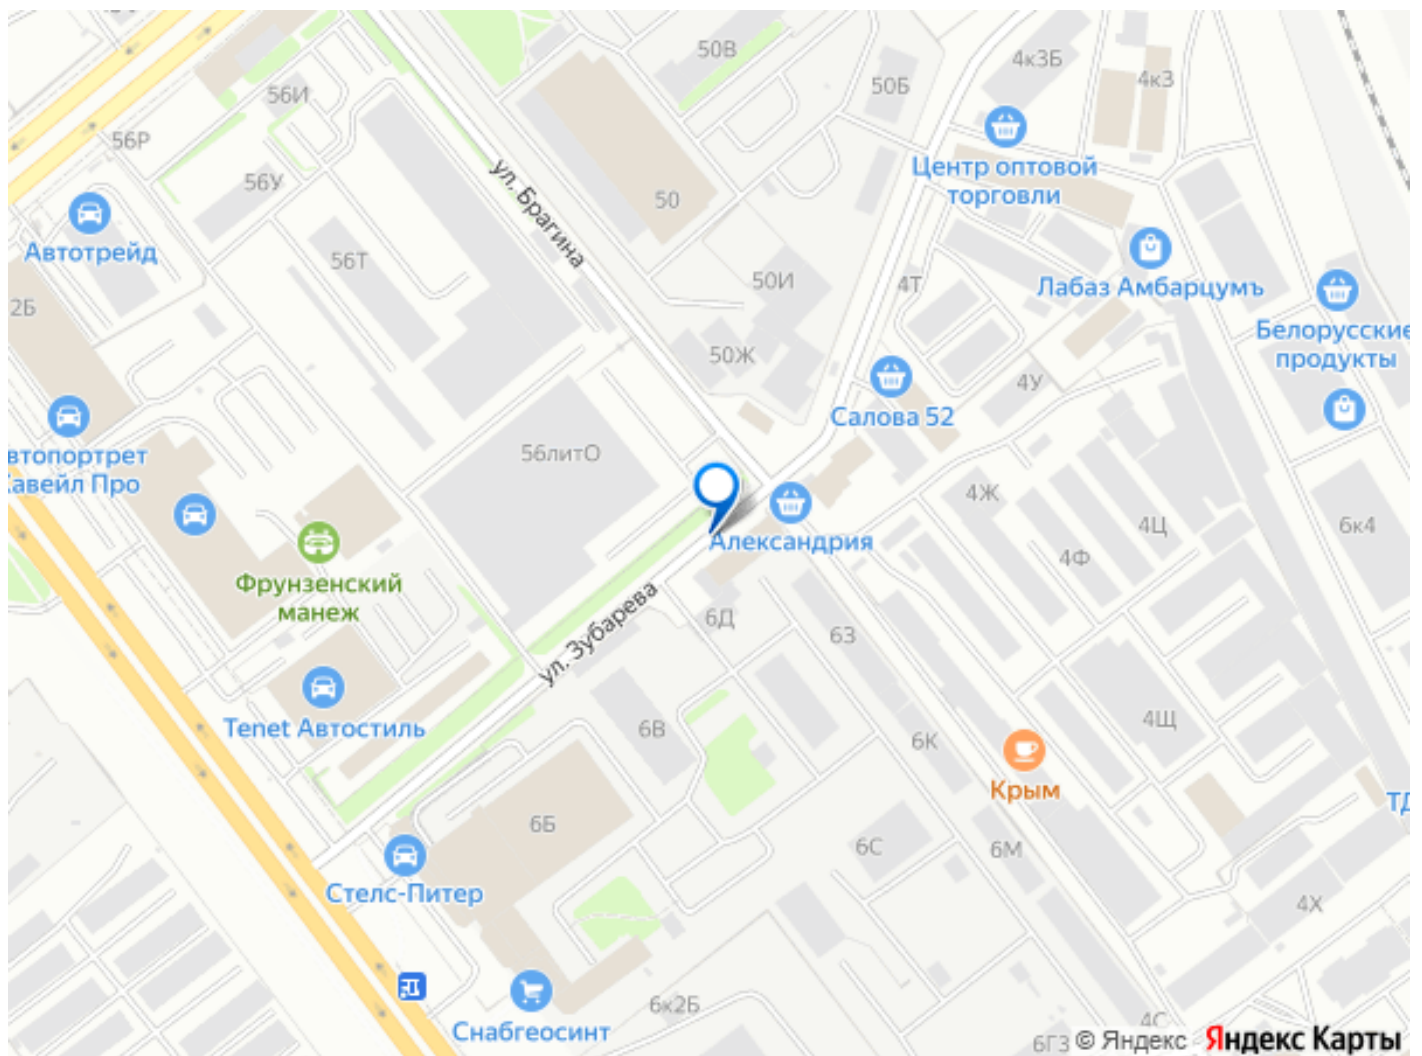 50В
4к3Б
4к3
50Б
56И
56Р
Центр оптовой
торговли
56У
50
ул. Брагина
Автотрейд
56Т
50И
4Т
Лабаз Амбарцумъ
2Б
Белорусские
продукты
50Ж
4У
Салова 52
втопортрет
Кавейл Про
56литО
4Ж
4Ц
6к4
Александрия
4Ф
Фрунзенский
манеж
ул. Зубарева
6Д
63
Tenet Автостиль
6В
4Щ
6К
Крым
ТД
6Б
6С
6М
Стелс-Питер
4Х
6к2Б
Снабгеосинт
4С
6Г3
© Яндекс
Яндекс Карты